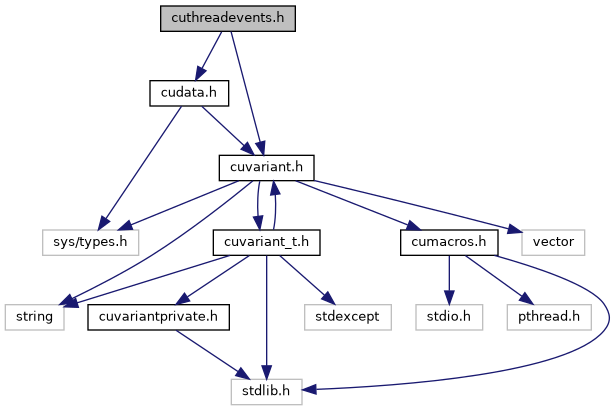 cuthreadevents.h
cudata.h
cuvariant.h
sys/types.h
cuvariant_t.h
cumacros.h
vector
string
cuvariantprivate.h
stdexcept
stdio.h
pthread.h
stdlib.h